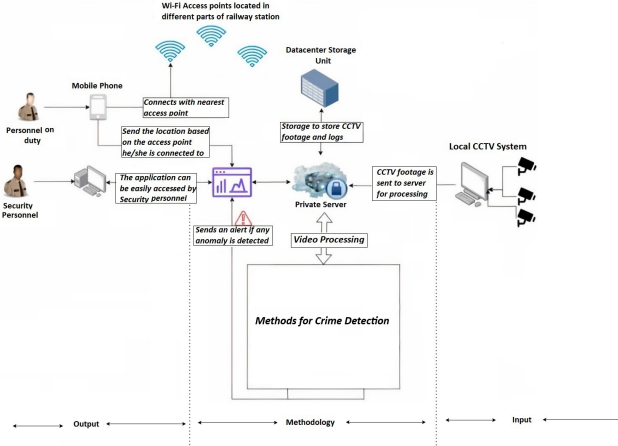 Wi-Fi Access points located in
different parts of railway station
Datacenter Storage
Unit
Mobile Phone
Connects with nearest
access point
Personnel on
duty
Send the location based
on the access point
he/she is connected to
Storage to store CCTV
footage and logs
Local CCTV System
The application can
be easily accessed by
Security personnel
CCTV footage is
sent to server
for processing
Security
Personnel
Private Server
Sends an alert if any
anomaly is detected
Video Processing
Methods for Crime Detection
Output
Methodology
Input